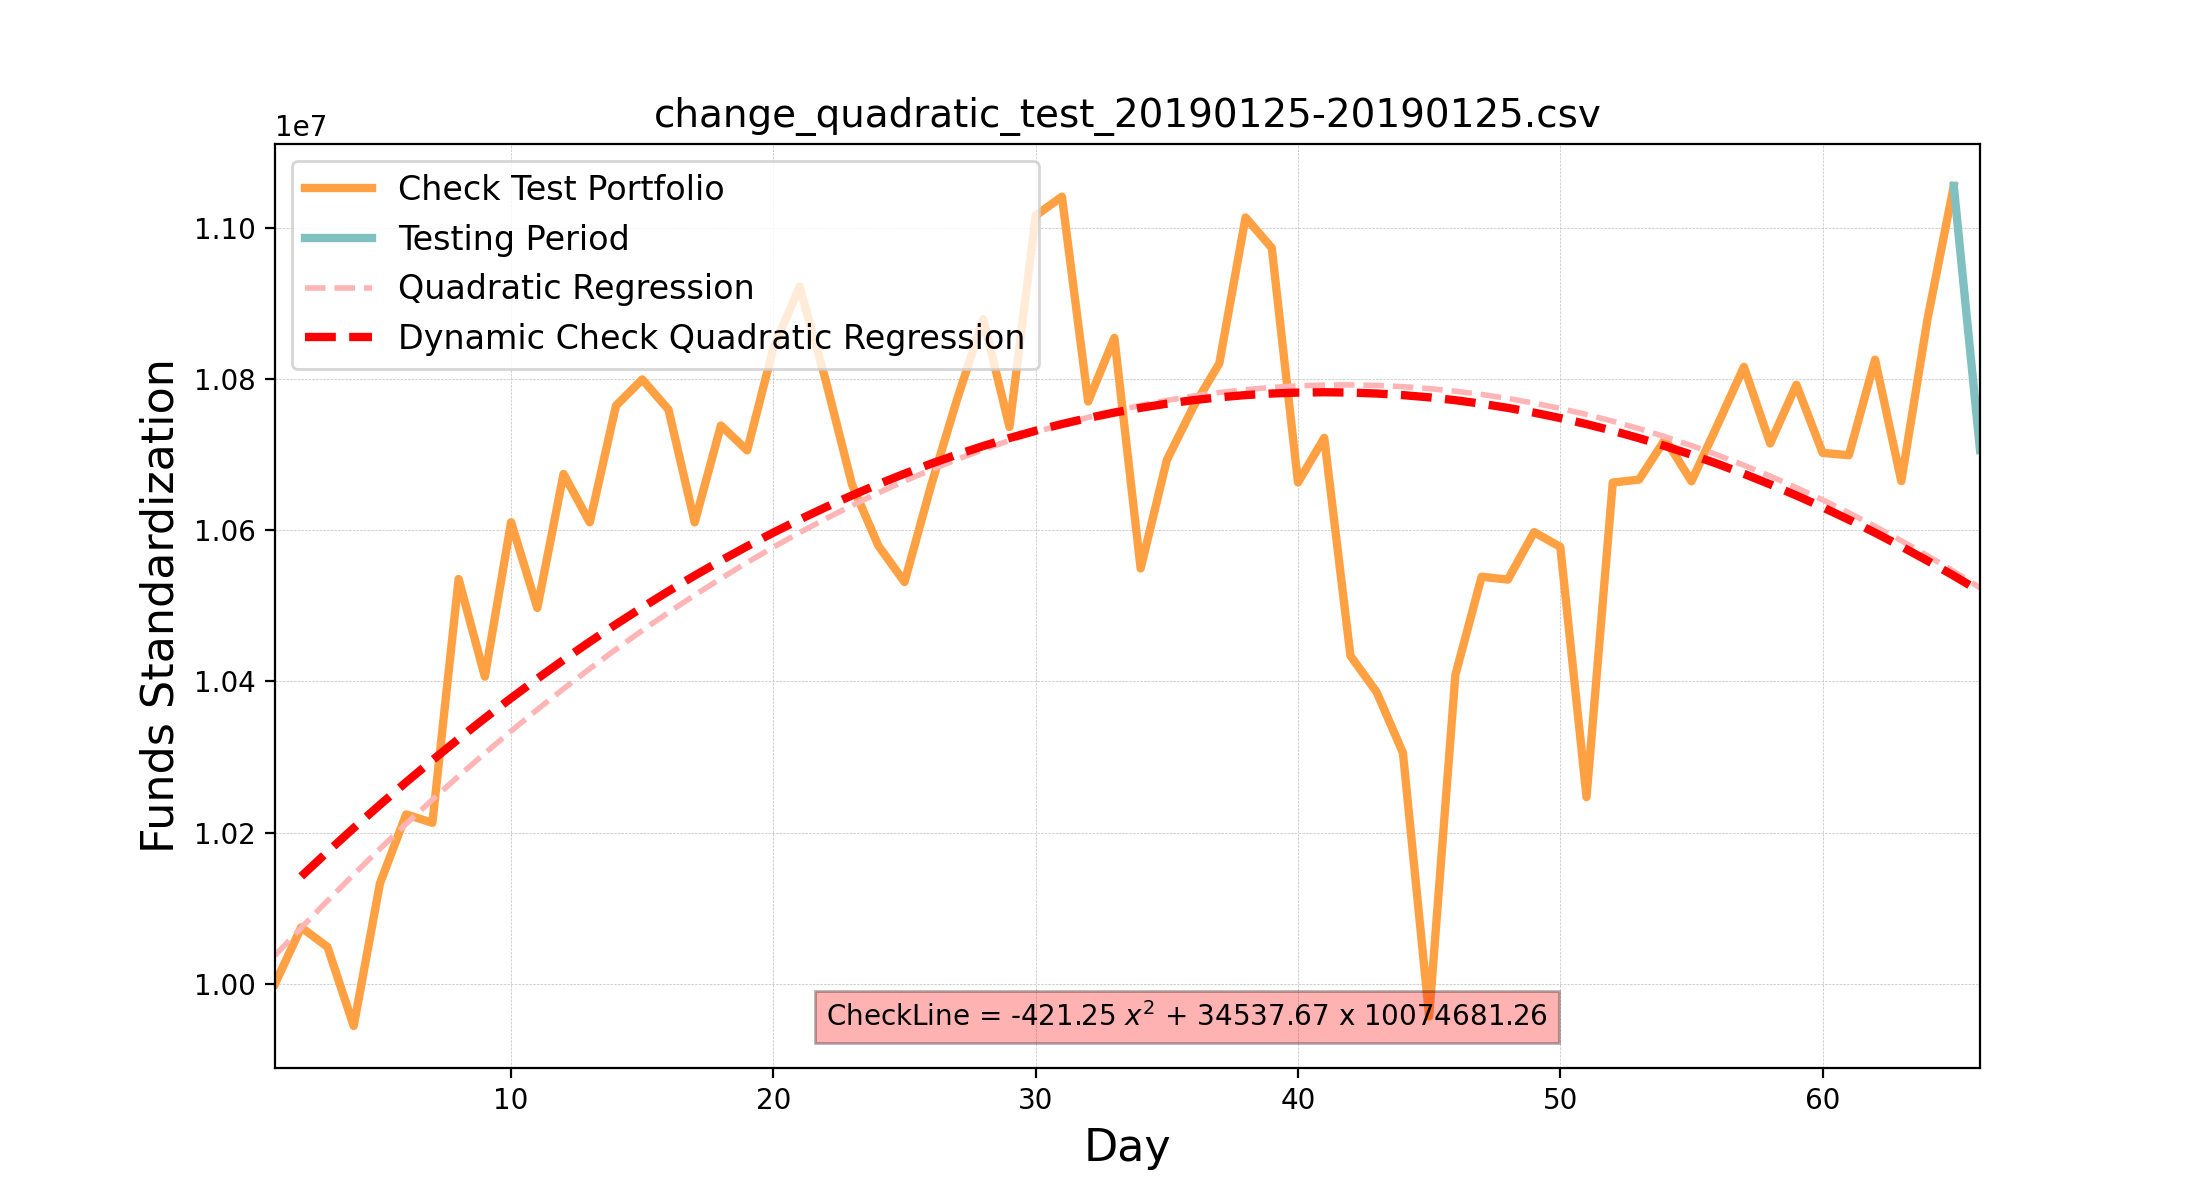 change_quadratic_test_20190125-20190125.csv
1e7
Check Test Portfolio
Testing Period
Quadratic Regression
Dynamic Check Quadratic Regression
1.10
1.08
1.06
1.04
1.02
1.00
Funds Standardization
CheckLine = -421.25 x² + 34537.67 x 10074681.26
10 20 30 40 50 60
Day